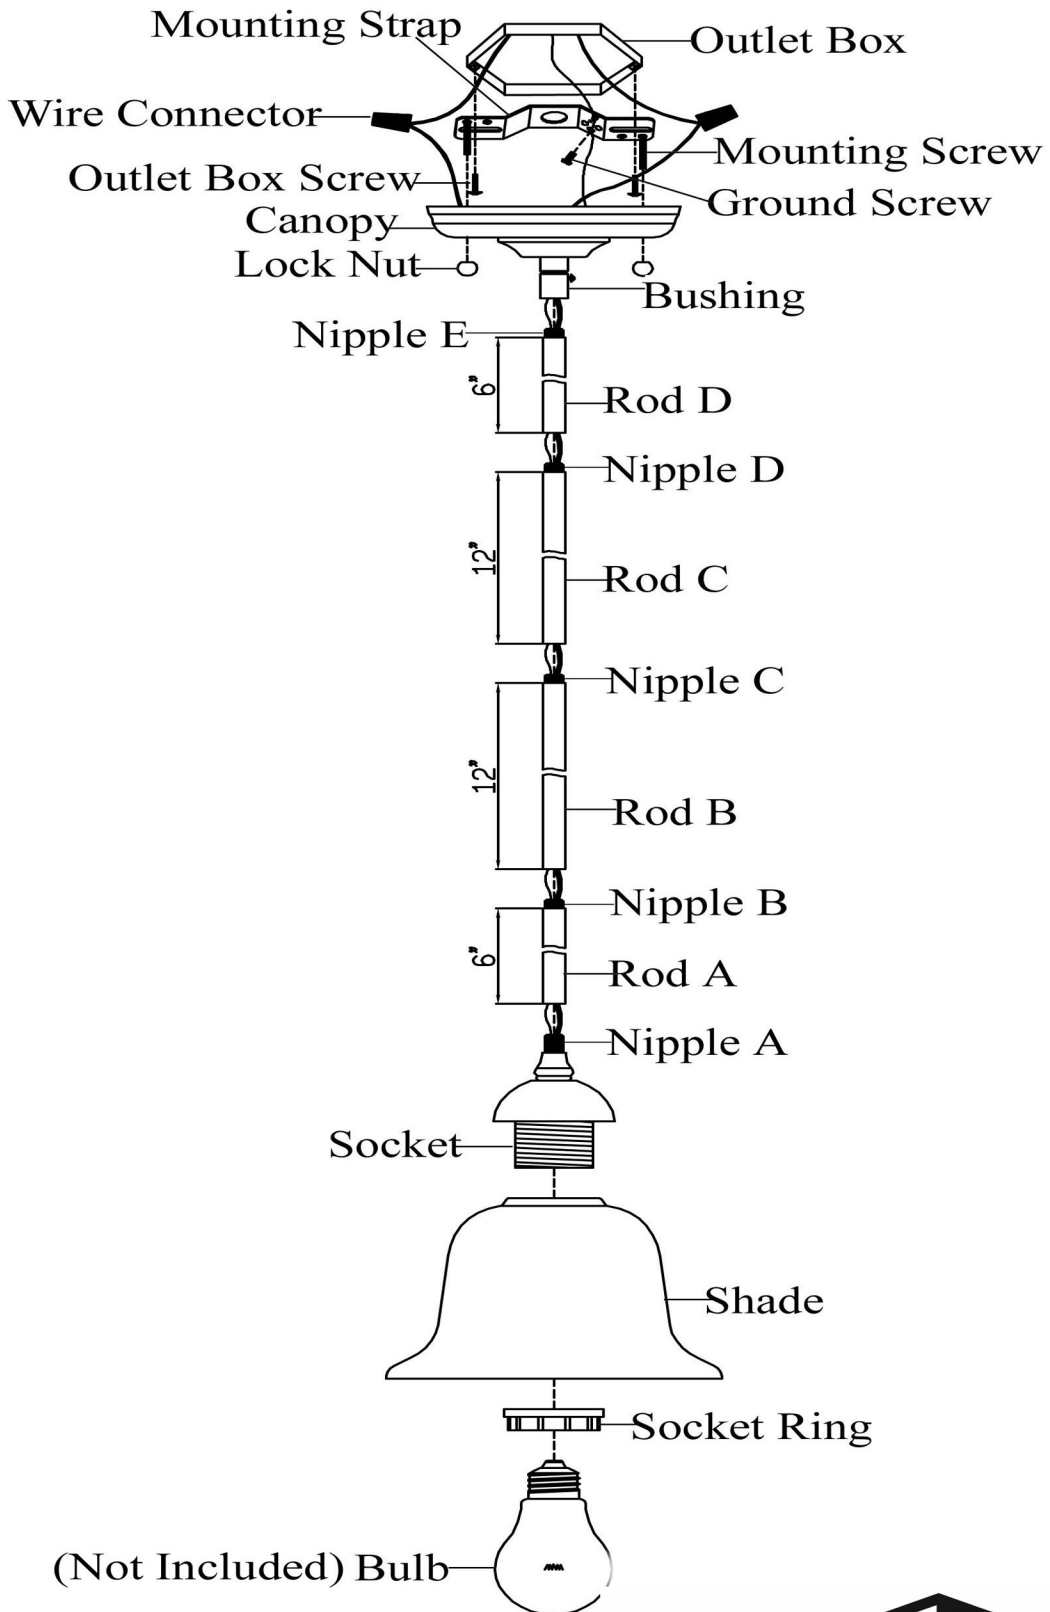 Mounting Strap
Outlet Box
Wire Connector
Mounting Screw
Outlet Box Screw
Ground Screw
Canopy
Lock Nut
Bushing
Nipple E
6"
Rod D
Nipple D
12"
Rod C
Nipple C
12"
Rod B
Nipple B
6"
Rod A
Nipple A
Socket
Shade
Socket Ring
(Not Included) Bulb